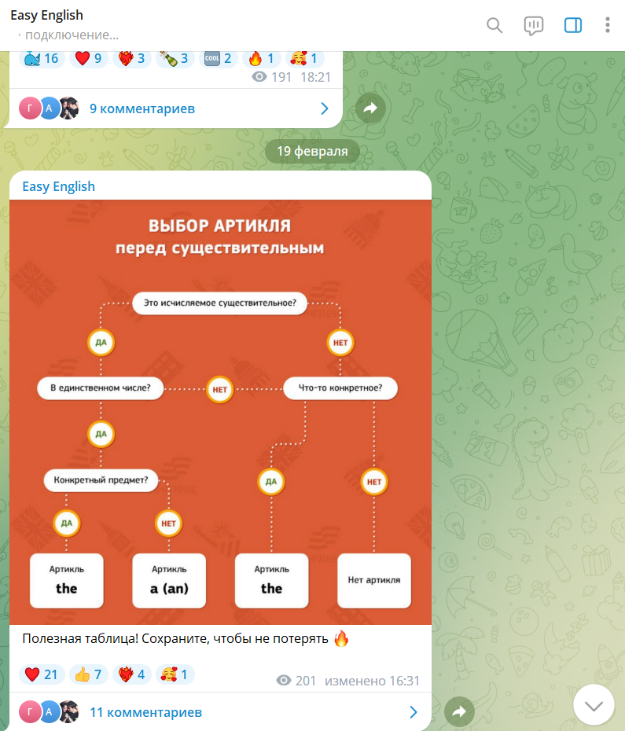 Easy English
· подключение...
16 9 3 3 COOL 2 1 1
191 18:21
Г А 9 комментариев
19 февраля
Easy English
ВЫБОР АРТИКЛЯ
перед существительным
Это исчисляемое существительное?
ДА НЕТ
В единственном числе? НЕТ Что-то конкретное?
ДА
Конкретный предмет? ДА НЕТ
ДА НЕТ
Артикль Артикль Артикль Нет артикля
the a (an) the
Полезная таблица! Сохраните, чтобы не потерять 🔥
21 7 4 1
201 изменено 16:31
Г А 11 комментариев